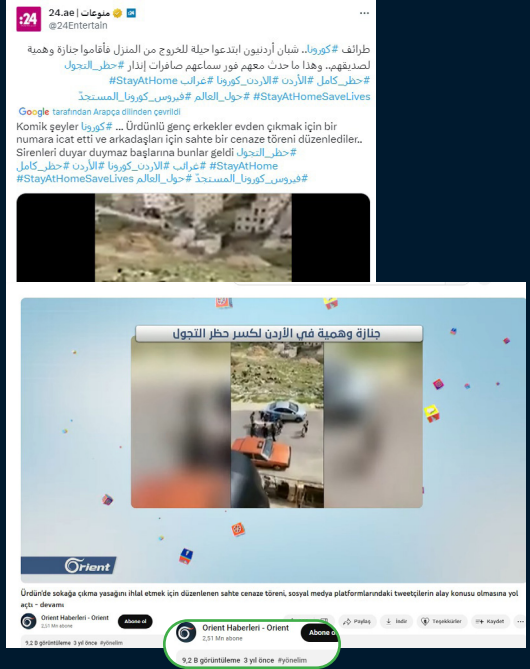 24.ae | منوعات
@24Entertain
طرائف #كورونا.. شبان أردنيون ابتدعوا حيلة للخروج من المنزل فأقاموا جنازة وهمية
لصديقهم.. وهذا ما حدث معهم فور سماعهم صافرات إنذار #حظر_التجول
#حظر_كامل #الأردن #الاردن_كورونا #غرائب #StayAtHome
#StayAtHomeSaveLives #حول_العالم #فيروس_كورونا_المستجدّ
Google tarafından Arapça dilinden çevrildi
Komik şeyler #كورونا ... Ürdünlü genç erkekler evden çıkmak için bir
numara icat etti ve arkadaşları için sahte bir cenaze töreni düzenlediler..
Sirenleri duyar duymaz başlarına bunlar geldi #حظر_التجول
#StayAtHome #غرائب #الاردن_كورونا #الأردن #حظر_كامل
#StayAtHomeSaveLives #حول_العالم #فيروس_كورونا_المستجدّ
جنازة وهمية في الأردن لكسر حظر التجول
Orient
Ürdün'de sokağa çıkma yasağını ihlal etmek için düzenlenen sahte cenaze töreni, sosyal medya platformlarındaki tweetçilerin alay konusu olmasına yol
açtı - devamı
Orient Haberleri - Orient
2,51 Mn abone
Abone ol
Paylaş
İndir
Teşekkürler
Kaydet
9,2 B görüntüleme 3 yıl önce #yönelim
Orient Haberleri - Orient
2,51 Mn abone
Abone o
9,2 B görüntüleme 3 yıl önce #yönelim